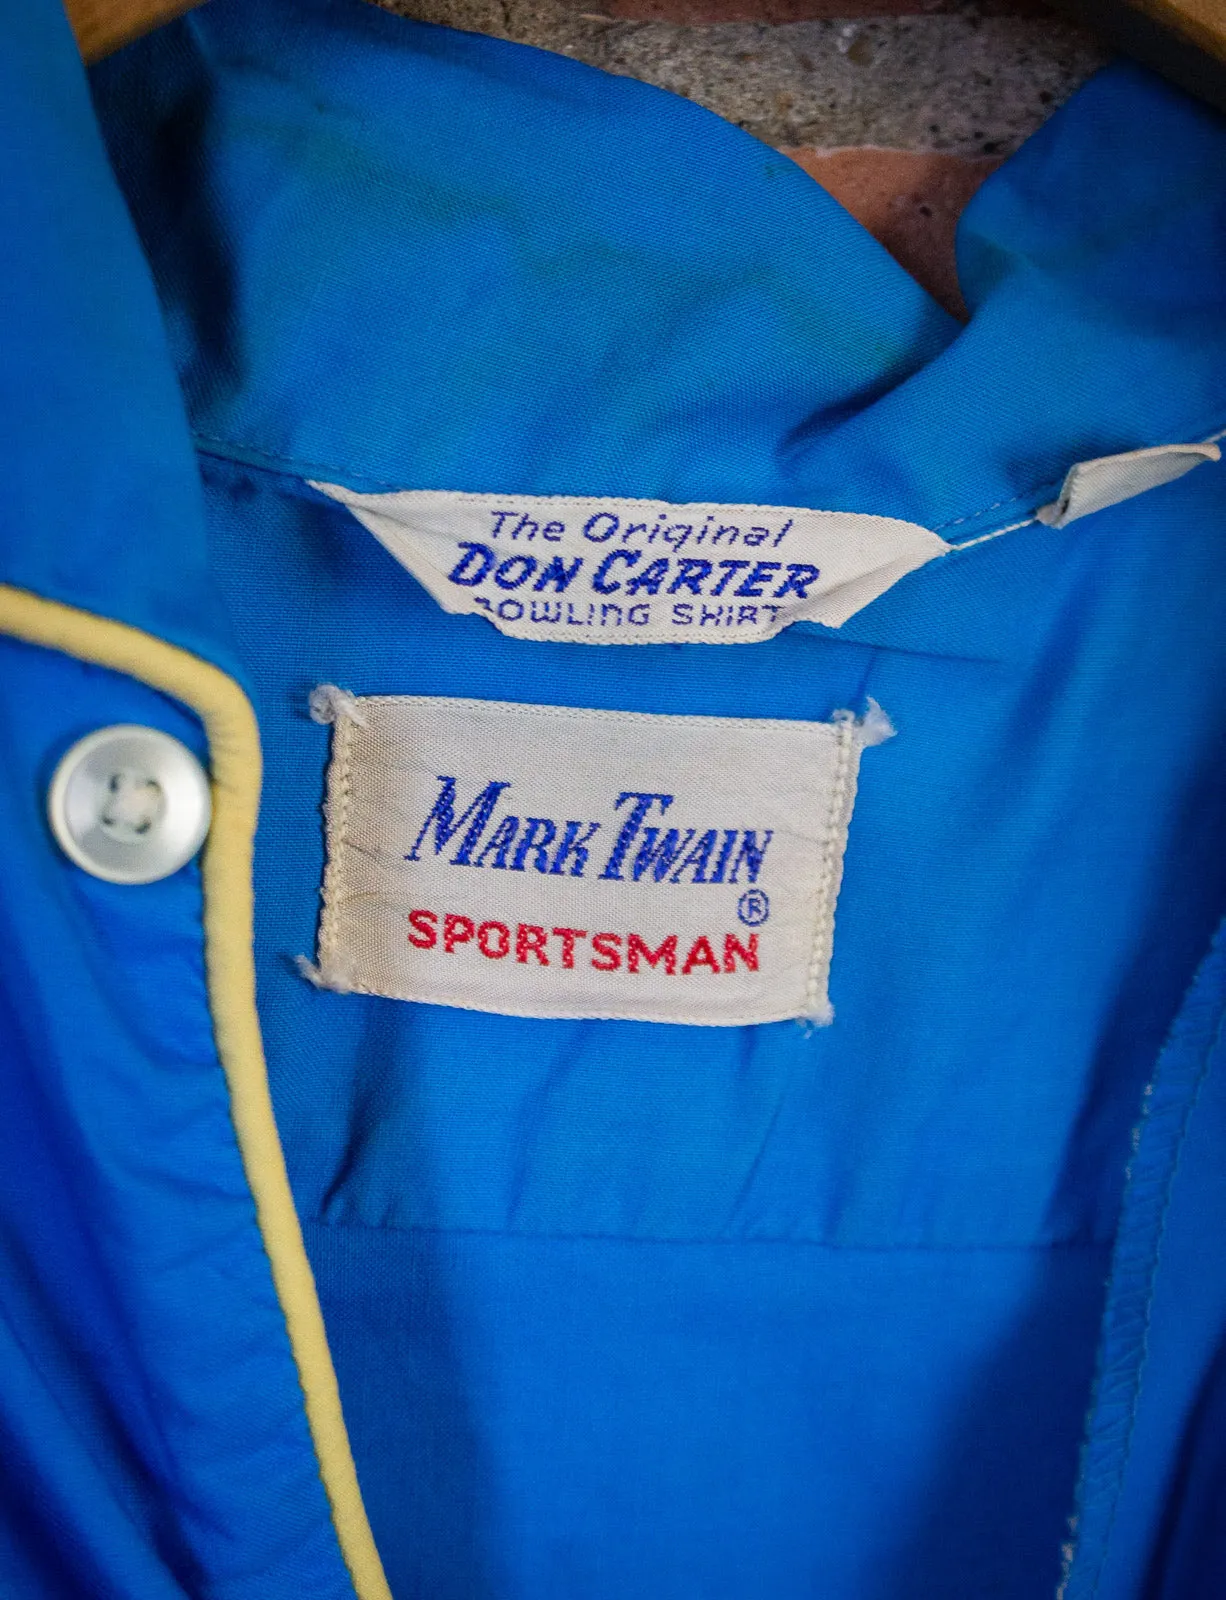 The Original
DON CARTER
BOWLING SHIRT
MARK TWAIN
®
SPORTSMAN